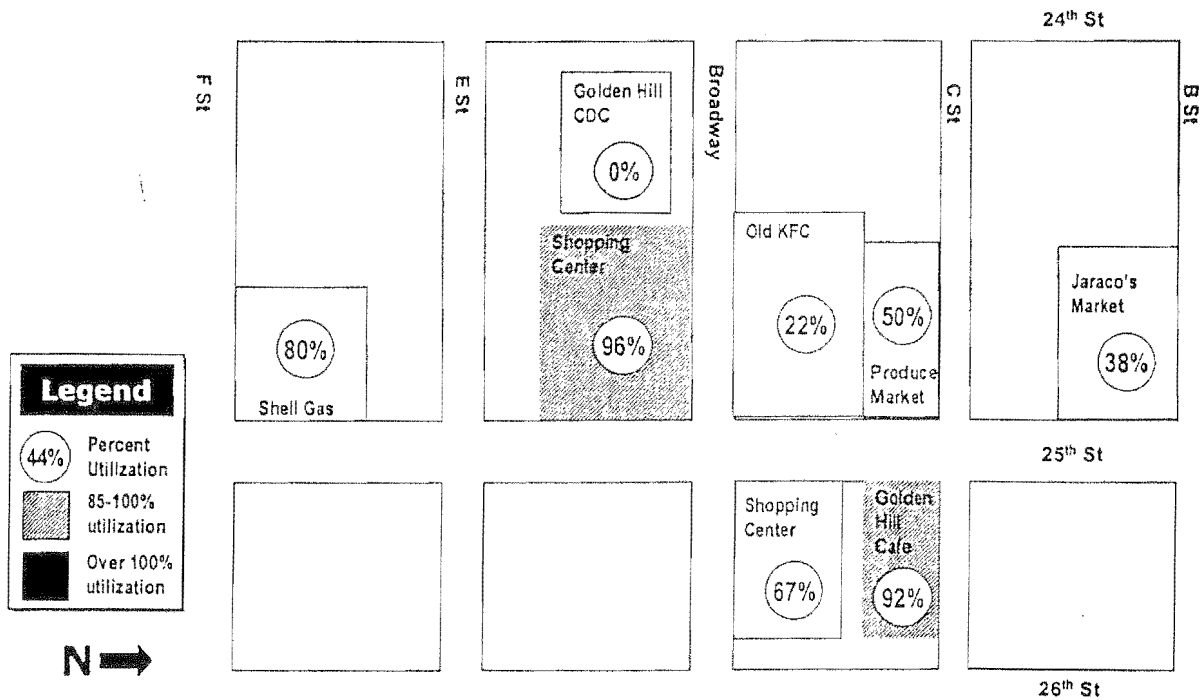 24th St
F St
E St
Broadway
C St
B St
Golden Hill
CDC
0%
Shopping
Center
96%
Old KFC
22%
50%
Produce
Market
Jaraco's
Market
38%
80%
Shell Gas
25th St
Shopping
Center
67%
Golden
Hill
Cafe
92%
26th St
Legend
44%
Percent
Utilization
85-100%
utilization
Over 100%
utilization
N